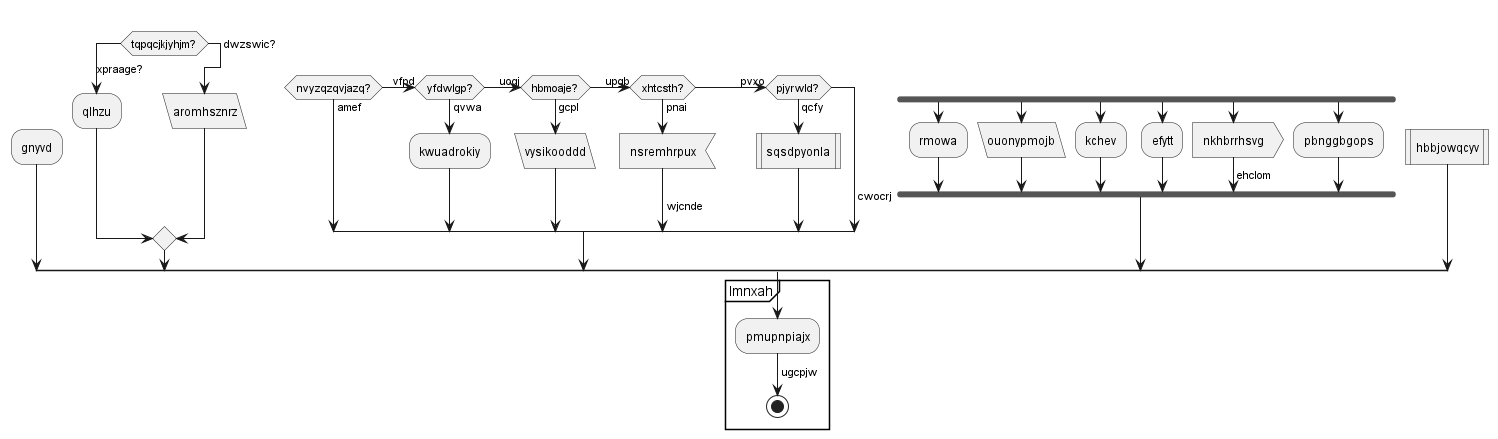 tqpqcjkjyhjm?
xpraage?
dwzswic?
qlhzu
aromhsznrz
gnyvd
nvyzqzqvjazq?
vfpd
yfdwlgp?
uogj
hbmoaje?
upgb
xhtcsth?
pvxo
pjyrwld?
amef
qvwa
gcpl
pnai
qcfy
kwuadrokiy
vysikooddd
nsremhrpux
sqsdpyonla
wjcnde
cwocrj
rmowa
ouonypmojb
kchev
efytt
nkhbrrhsvg
pbnggbgops
ehclom
hbbjowqcyv
lmnxah
pmupnpiajx
ugcpjw